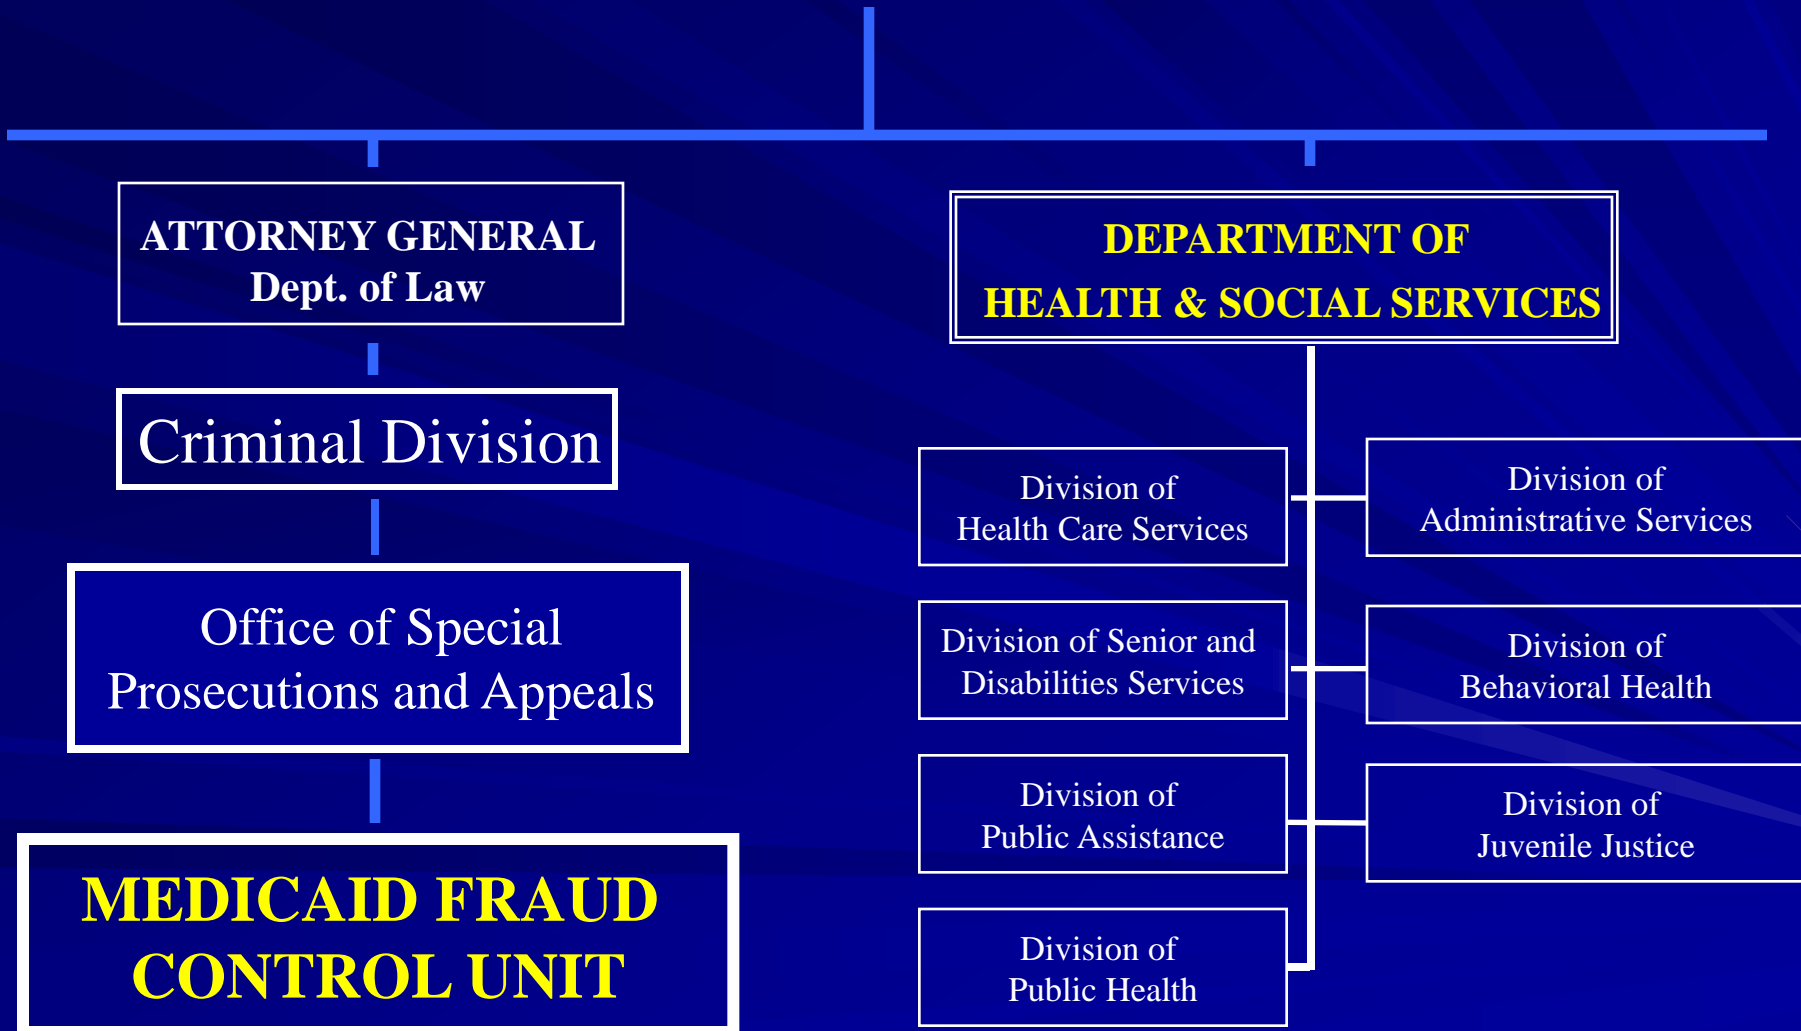 ATTORNEY GENERAL
Dept. of Law
Criminal Division
Office of Special
Prosecutions and Appeals
MEDICAID FRAUD
CONTROL UNIT
DEPARTMENT OF
HEALTH & SOCIAL SERVICES
Division of
Health Care Services
Division of
Administrative Services
Division of Senior and
Disabilities Services
Division of
Behavioral Health
Division of
Public Assistance
Division of
Juvenile Justice
Division of
Public Health